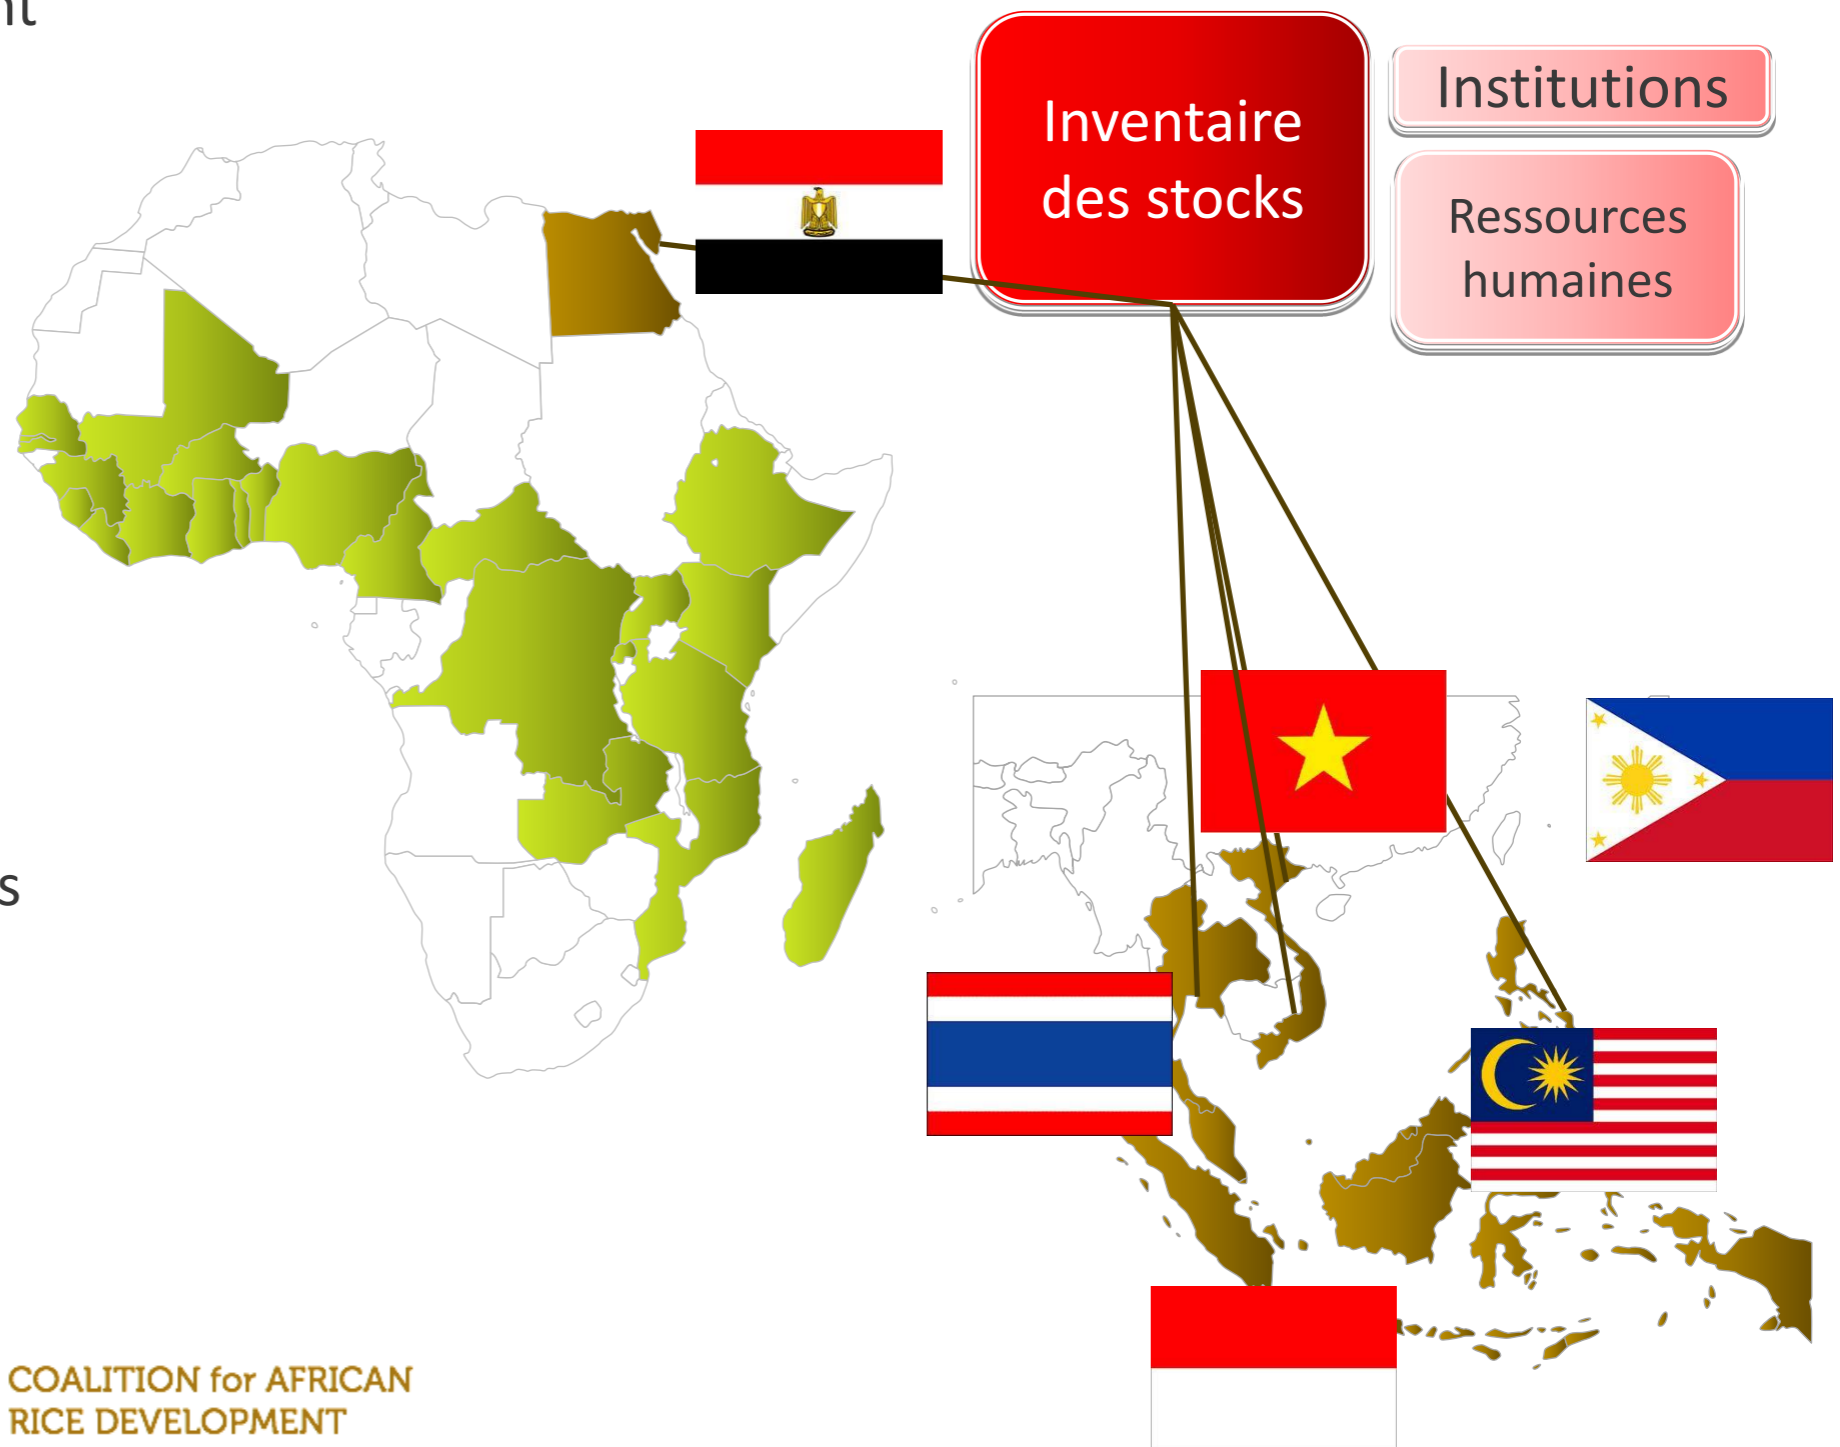 Inventaire
des stocks
Institutions
Ressources
humaines
COALITION for AFRICAN
RICE DEVELOPMENT